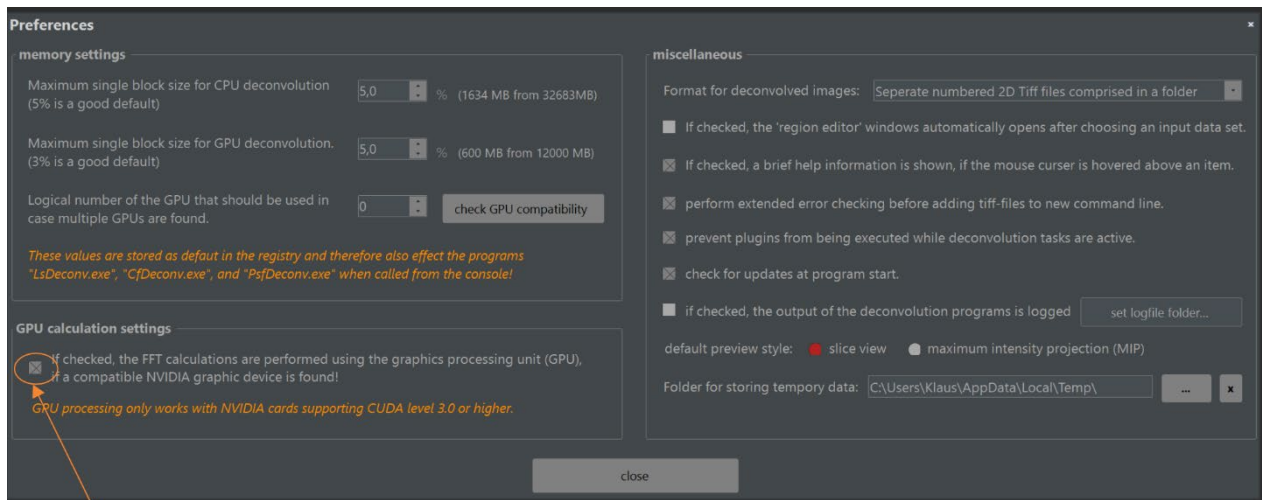 Preferences
x
memory settings
Maximum single block size for CPU deconvolution
(5% is a good default)
5,0
% (1634 MB from 32683MB)
Maximum single block size for GPU deconvolution.
(3% is a good default)
5,0
% (600 MB from 12000 MB)
Logical number of the GPU that should be used in
case multiple GPUs are found.
0
check GPU compatibility
These values are stored as defaut in the registry and therefore also effect the programs
"LsDeconv.exe", "CfDeconv.exe", and "PsfDeconv.exe" when called from the console!
GPU calculation settings
If checked, the FFT calculations are performed using the graphics processing unit (GPU),
if a compatible NVIDIA graphic device is found!
GPU processing only works with NVIDIA cards supporting CUDA level 3.0 or higher.
miscellaneous
Format for deconvolved images: Seperate numbered 2D Tiff files comprised in a folder
If checked, the 'region editor' windows automatically opens after choosing an input data set.
If checked, a brief help information is shown, if the mouse curser is hovered above an item.
perform extended error checking before adding tiff-files to new command line.
prevent plugins from being executed while deconvolution tasks are active.
check for updates at program start.
if checked, the output of the deconvolution programs is logged
set logfile folder...
default preview style: slice view maximum intensity projection (MIP)
Folder for storing tempory data: C:\Users\Klaus\AppData\Local\Temp\ ... x
close